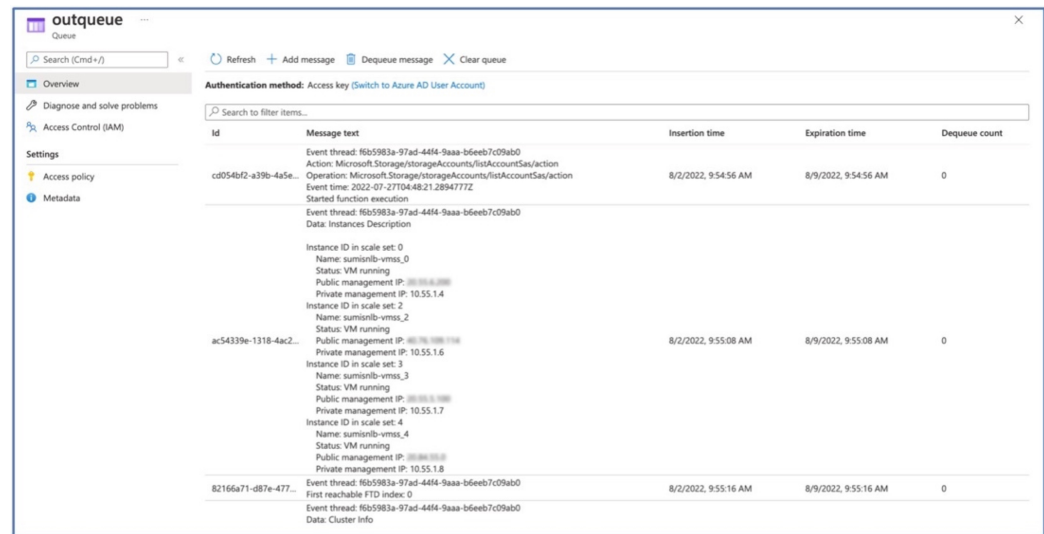 outqueue ...
Queue
Search (Cmd+/)
«
Refresh
Add message
Dequeue message
Clear queue
Overview
Diagnose and solve problems
Access Control (IAM)
Settings
Access policy
Metadata
Authentication method: Access key (Switch to Azure AD User Account)
Search to filter items...
Id Message text Insertion time Expiration time Dequeue count
Event thread: f6b5983a-97ad-44f4-9aaa-b6eeb7c09ab0
Action: Microsoft.Storage/storageAccounts/listAccountSas/action
cd054bf2-a39b-4a5e... Operation: Microsoft.Storage/storageAccounts/listAccountSas/action 8/2/2022, 9:54:56 AM 8/9/2022, 9:54:56 AM 0
Event time: 2022-07-27T04:48:21.2894777Z
Started function execution
Event thread: f6b5983a-97ad-44f4-9aaa-b6eeb7c09ab0
Data: Instances Description
Instance ID in scale set: 0
Name: sumisnlb-vmss_0
Status: VM running
Public management IP:
Private management IP: 10.55.1.4
Instance ID in scale set: 2
Name: sumisnlb-vmss_2
Status: VM running
ac54339e-1318-4ac2... Public management IP: 8/2/2022, 9:55:08 AM 8/9/2022, 9:55:08 AM 0
Private management IP: 10.55.1.6
Instance ID in scale set: 3
Name: sumisnlb-vmss_3
Status: VM running
Public management IP:
Private management IP: 10.55.1.7
Instance ID in scale set: 4
Name: sumisnlb-vmss_4
Status: VM running
Public management IP:
Private management IP: 10.55.1.8
82166a71-d87e-477... Event thread: f6b5983a-97ad-44f4-9aaa-b6eeb7c09ab0 8/2/2022, 9:55:16 AM 8/9/2022, 9:55:16 AM 0
First reachable FTD index: 0
Event thread: f6b5983a-97ad-44f4-9aaa-b6eeb7c09ab0
Data: Cluster Info